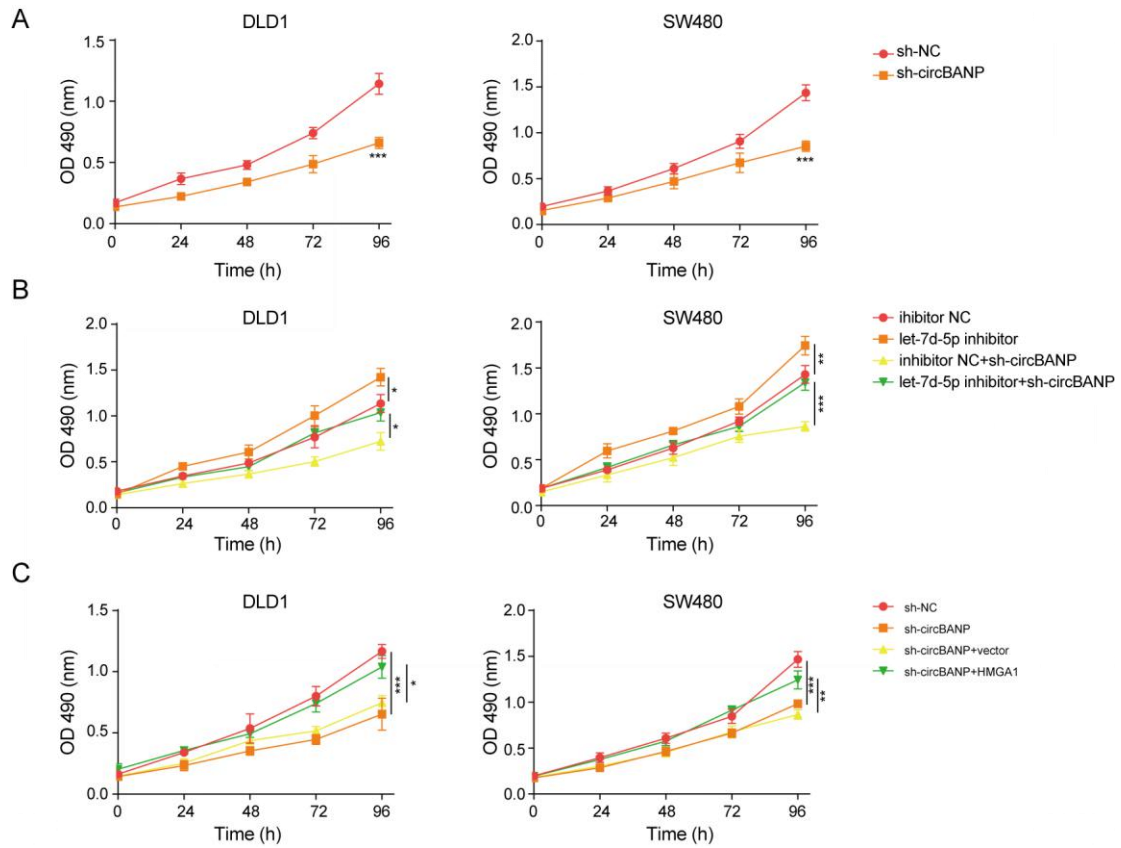 A
DLD1
SW480
OD 490 (nm)
1.5
1.0
0.5
0.0
0 24 48 72 96
Time (h)
***
OD 490 (nm)
2.0
1.5
1.0
0.5
0.0
0 24 48 72 96
Time (h)
***
sh-NC
sh-circBANP
B
DLD1
SW480
OD 490 (nm)
2.0
1.5
1.0
0.5
0.0
0 24 48 72 96
Time (h)
*
*
OD 490 (nm)
2.0
1.5
1.0
0.5
0.0
0 24 48 72 96
Time (h)
**
***
ihibitor NC
let-7d-5p inhibitor
inhibitor NC+sh-circBANP
let-7d-5p inhibitor+sh-circBANP
C
DLD1
SW480
OD 490 (nm)
1.5
1.0
0.5
0.0
0 24 48 72 96
Time (h)
***
*
OD 490 (nm)
2.0
1.5
1.0
0.5
0.0
0 24 48 72 96
Time (h)
***
**
sh-NC
sh-circBANP
sh-circBANP+vector
sh-circBANP+HMGA1